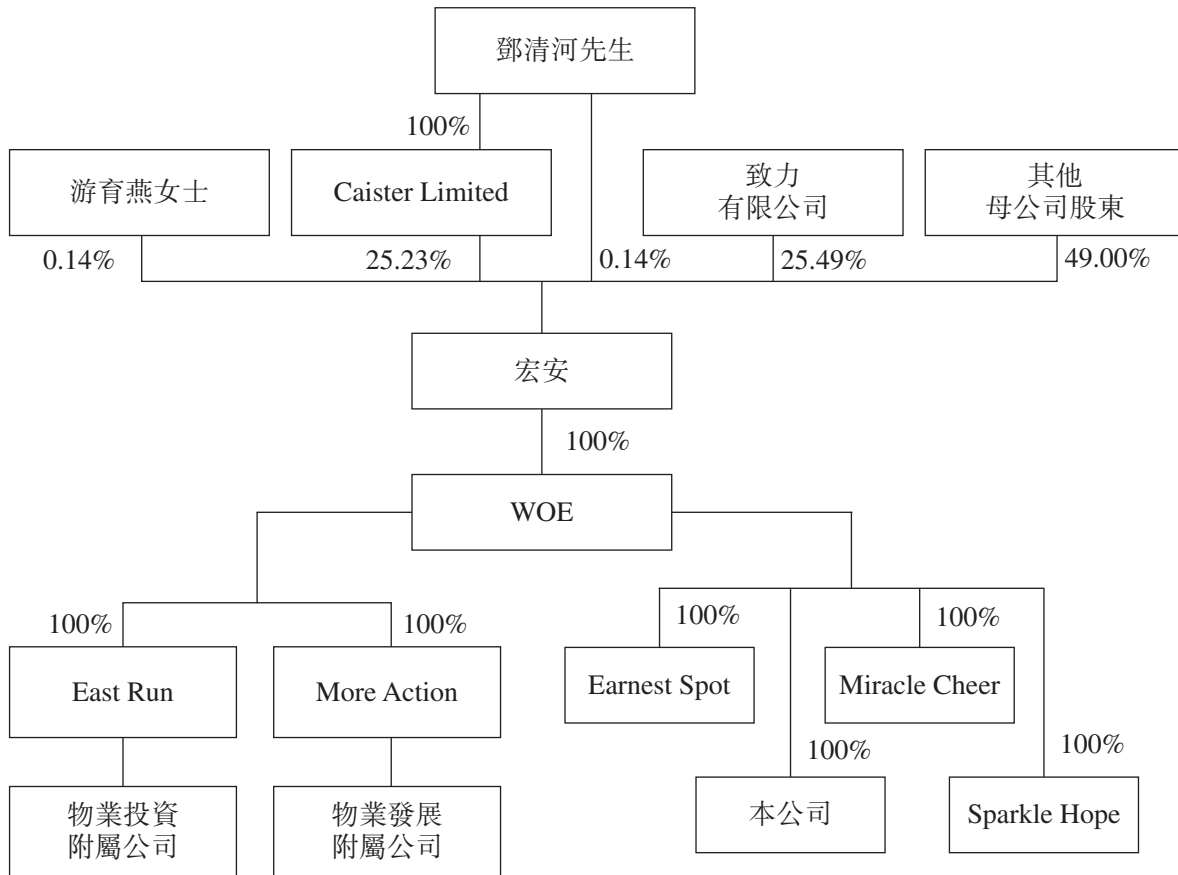 鄧清河先生
100%
游育燕女士
Caister Limited
致力
有限公司
其他
母公司股東
0.14%
25.23%
0.14%
25.49%
49.00%
宏安
100%
WOE
100%
100%
100%
100%
East Run
More Action
Earnest Spot
Miracle Cheer
100%
100%
物業投資
附屬公司
物業發展
附屬公司
本公司
Sparkle Hope